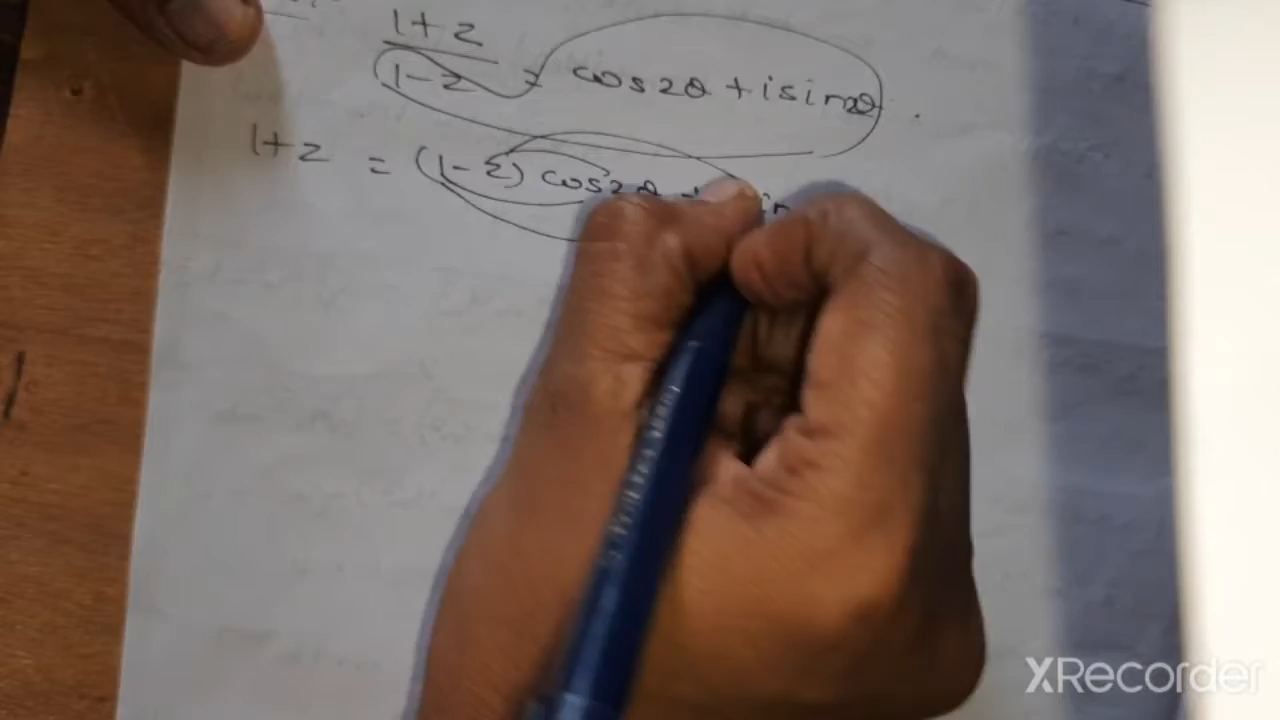 1+z
1-z = cos2θ + isin2θ.
1+z = (1-z) cos2θ +
XRecorder